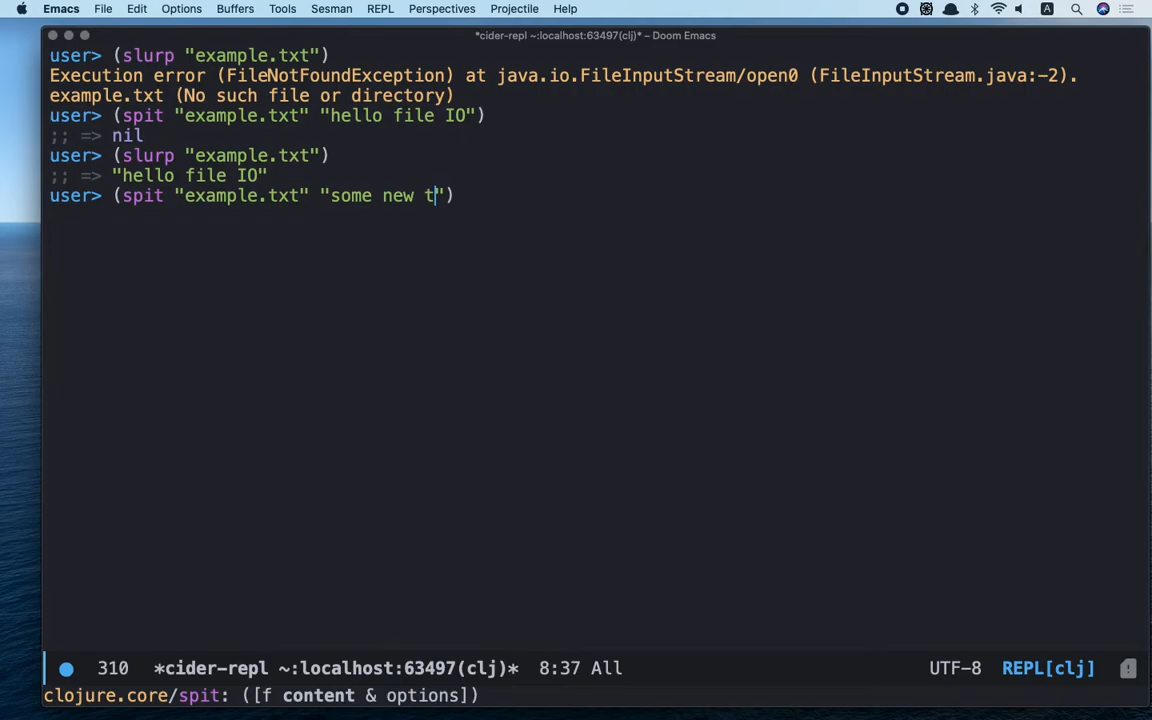 Emacs File Edit Options Buffers Tools Sesman REPL Perspectives Projectile Help A
*cider-repl ~:localhost:63497(clj)* – Doom Emacs
user> (slurp "example.txt")
Execution error (FileNotFoundException) at java.io.FileInputStream/open0 (FileInputStream.java:-2).
example.txt (No such file or directory)
user> (spit "example.txt" "hello file IO")
;; => nil
user> (slurp "example.txt")
;; => "hello file IO"
user> (spit "example.txt" "some new t")
310 *cider-repl ~:localhost:63497(clj)* 8:37 All UTF-8 REPL[clj]
clojure.core/spit: ([f content & options])